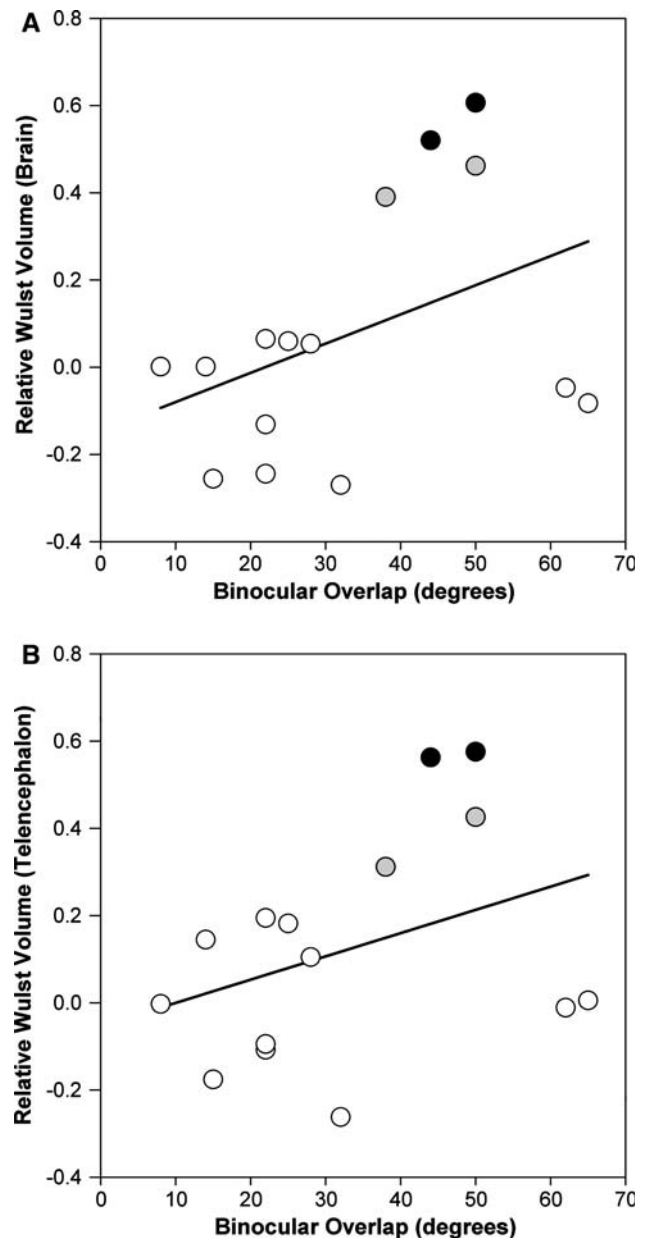 A
0.8
0.6
0.4
0.2
0.0
-0.2
-0.4
Relative Wulst Volume (Brain)
0 10 20 30 40 50 60 70
Binocular Overlap (degrees)
B
0.8
0.6
0.4
0.2
0.0
-0.2
-0.4
Relative Wulst Volume (Telencephalon)
0 10 20 30 40 50 60 70
Binocular Overlap (degrees)